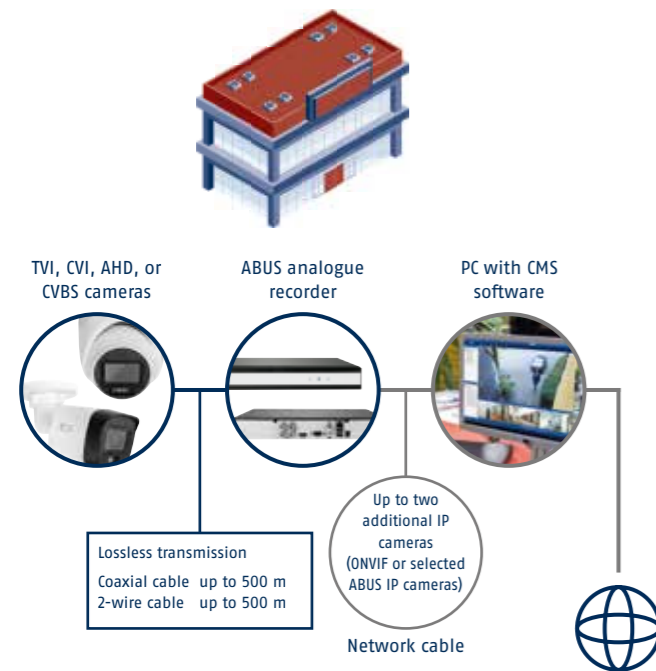 TVI, CVI, AHD, or
CVBS cameras
ABUS analogue
recorder
PC with CMS
software
Lossless transmission
Coaxial cable up to 500 m
2-wire cable up to 500 m
Up to two
additional IP
cameras
(ONVIF or selected
ABUS IP cameras)
Network cable